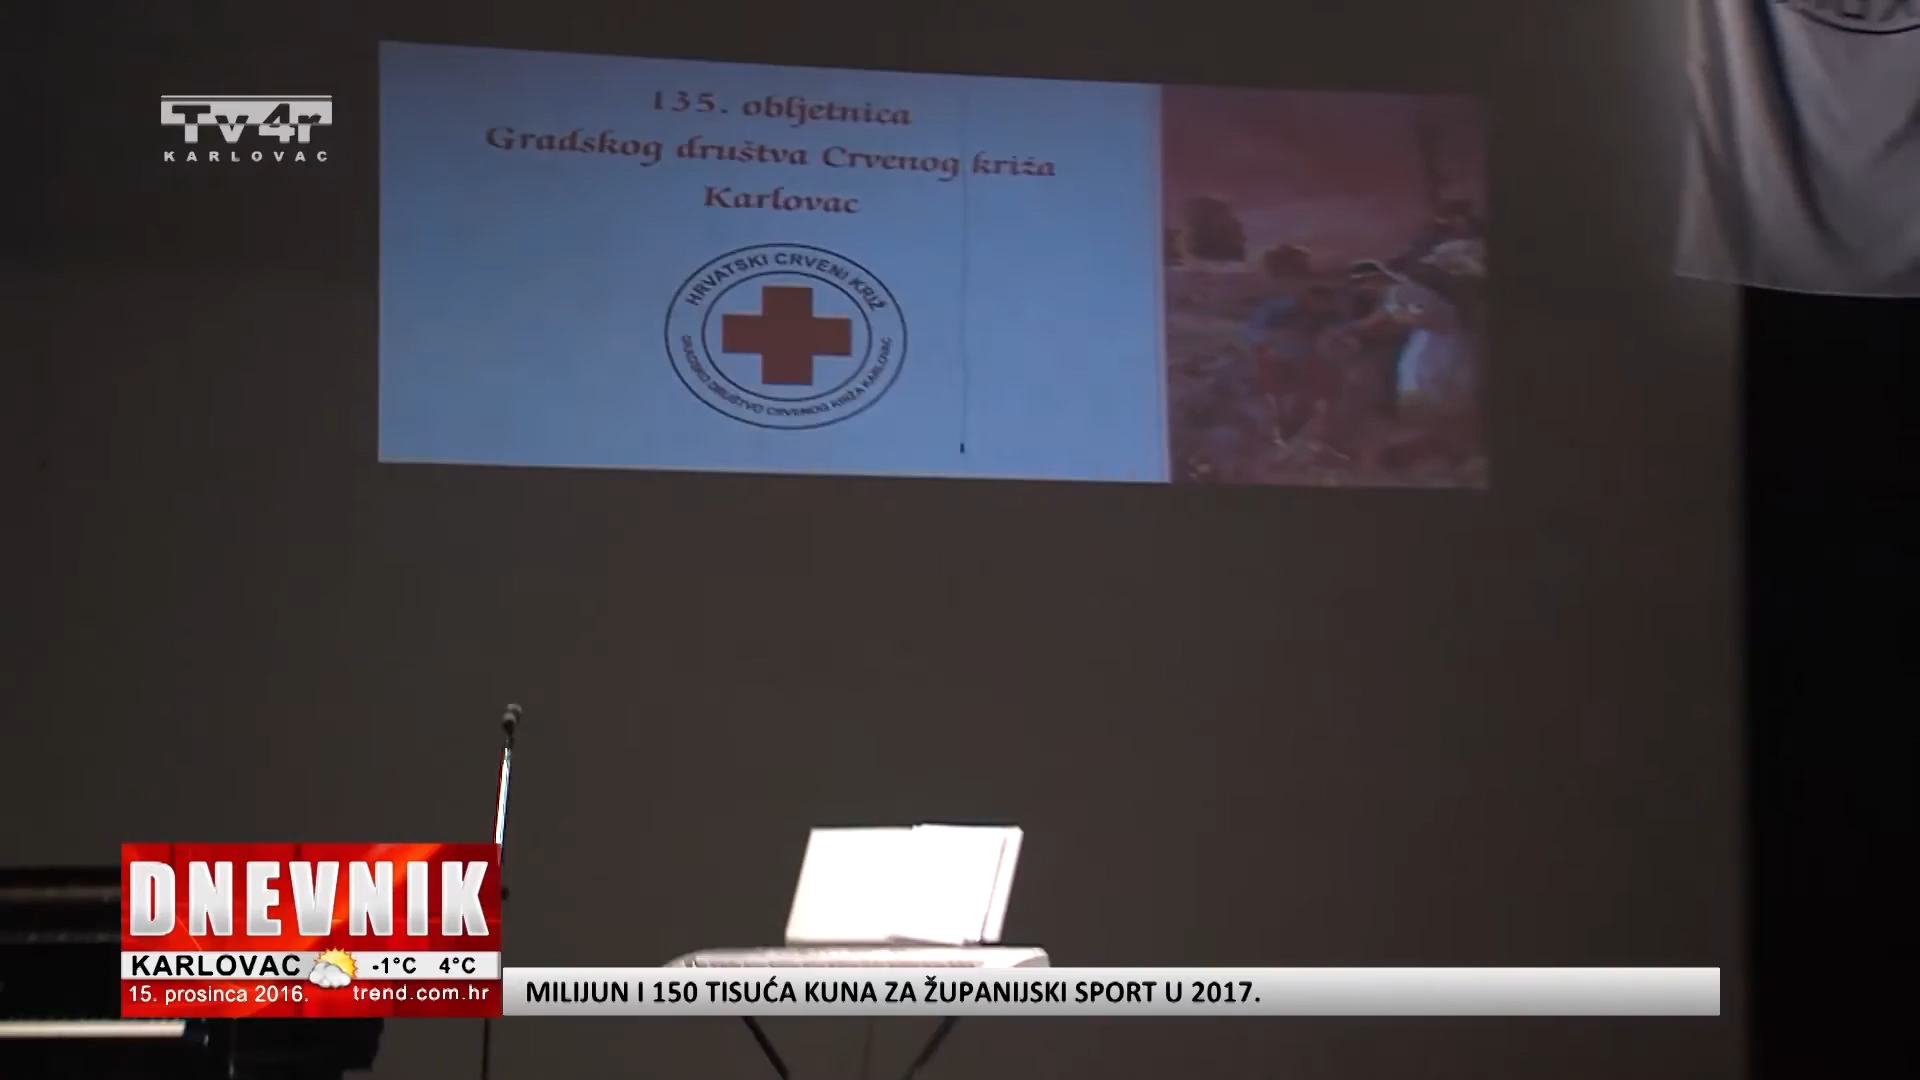 Tv4r
KARLOVAC
135. obljetnica
Gradskog društva Crvenog križa
Karlovac
HRVATSKI CRVENI KRIŽ
GRADSKO DRUŠTVO CRVENOG KRIŽA KARLOVAC
DNEVNIK
KARLOVAC -1°C 4°C
15. prosinca 2016. trend.com.hr
MILIJUN I 150 TISUĆA KUNA ZA ŽUPANIJSKI SPORT U 2017.